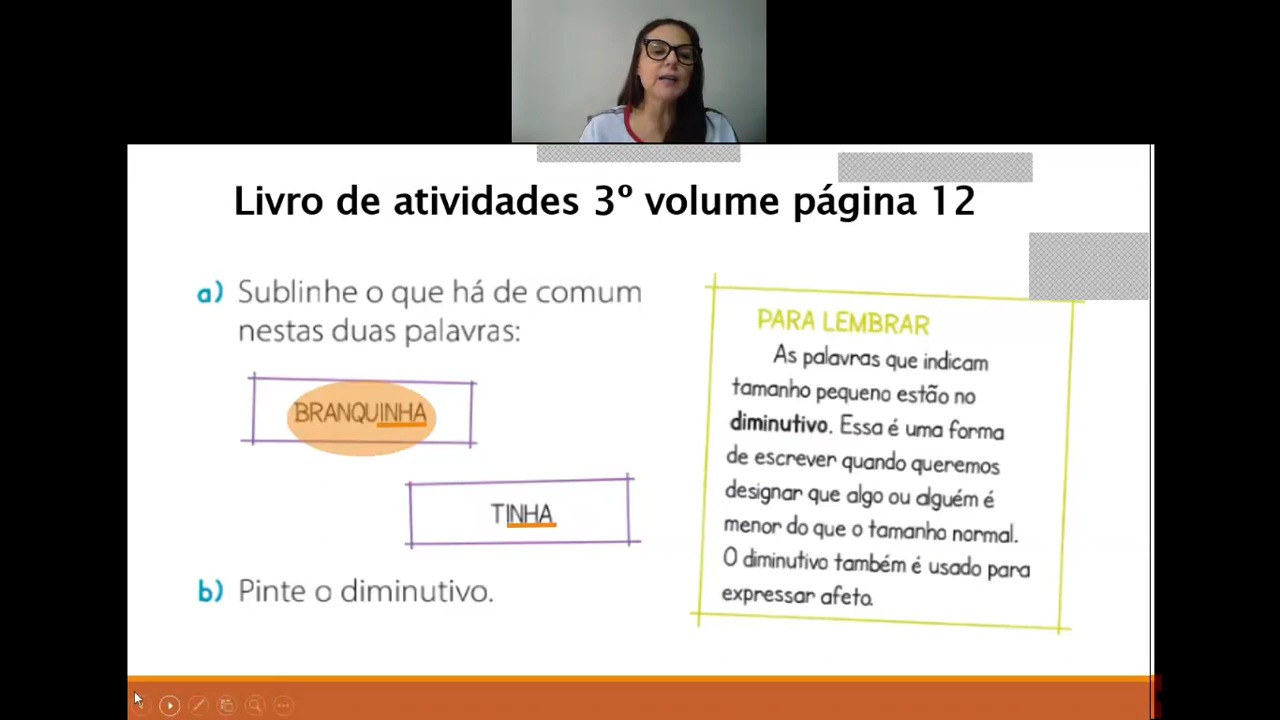 Livro de atividades 3º volume página 12
a) Sublinhe o que há de comum
nestas duas palavras:
BRANQUINHA
TINHA
b) Pinte o diminutivo.
PARA LEMBRAR
As palavras que indicam
tamanho pequeno estão no
diminutivo. Essa é uma forma
de escrever quando queremos
designar que algo ou alguém é
menor do que o tamanho normal.
O diminutivo também é usado para
expressar afeto.